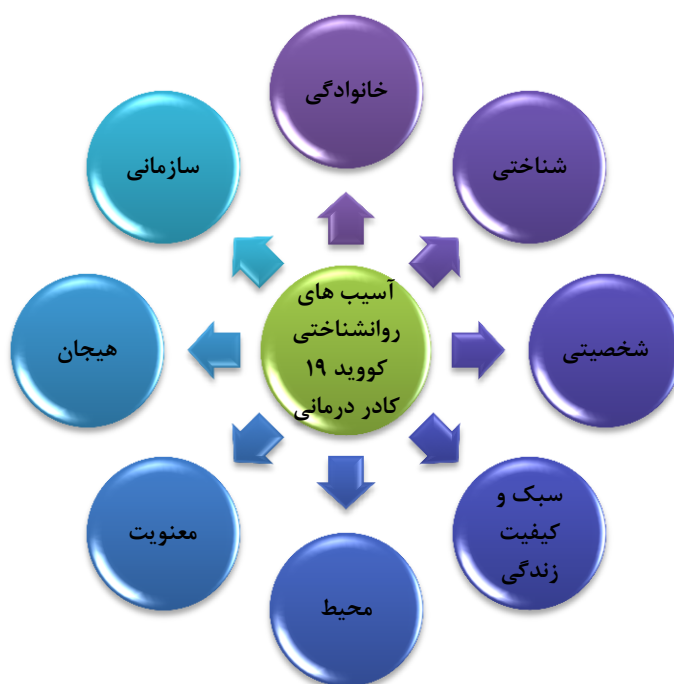 خانوادگی
شناختی
شخصیتی
سبک و
کیفیت
زندگی
محیط
معنویت
هیجان
سازمانی
آسیب های
روانشناختی
کووید ۱۹
کادر درمانی